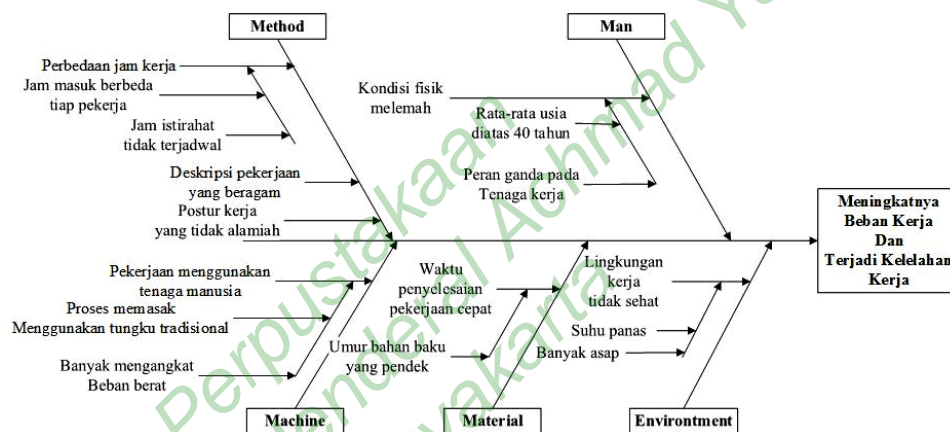 Method
Man
Perbedaan jam kerja
Jam masuk berbeda
tiap pekerja
Jam istirahat
tidak terjadwal
Deskripsi pekerjaan
yang beragam
Postur kerja
yang tidak alamiah
Kondisi fisik
melemah
Rata-rata usia
diatas 40 tahun
Peran ganda pada
Tenaga kerja
Meningkatnya
Beban Kerja
Dan
Terjadi Kelelahan
Kerja
Pekerjaan menggunakan
tenaga manusia
Proses memasak
Menggunakan tungku tradisional
Banyak mengangkat
Beban berat
Waktu
penyelesaian
pekerjaan cepat
Umur bahan baku
yang pendek
Lingkungan
kerja
tidak sehat
Suhu panas
Banyak asap
Machine
Material
Environtment
Perpustakaan
Jenderal Achmad Ya
yakarta